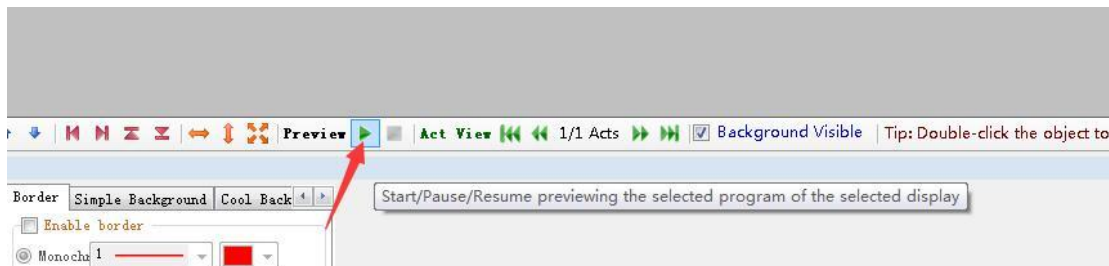 Preview Act View 1/1 Acts Background Visible Tip: Double-click the object to
Border Simple Background Cool Back
Start/Pause/Resume previewing the selected program of the selected display
Enable border
Monoch 1